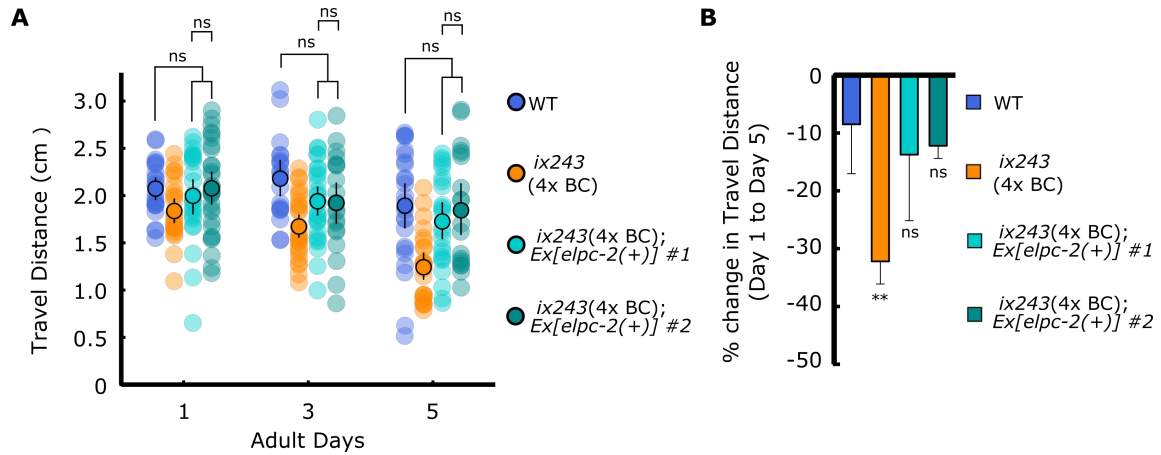 A
ns
ns
ns
ns
ns
ns
Travel Distance (cm )
3.0
2.5
2.0
1.5
1.0
0.5
0
1
3
5
Adult Days
WT
ix243
(4x BC)
ix243(4x BC);
Ex[elpc-2(+)] #1
ix243(4x BC);
Ex[elpc-2(+)] #2
B
% change in Travel Distance
(Day 1 to Day 5)
0
-10
-20
-30
-40
-50
**
ns
ns
WT
ix243
(4x BC)
ix243(4x BC);
Ex[elpc-2(+)] #1
ix243(4x BC);
Ex[elpc-2(+)] #2